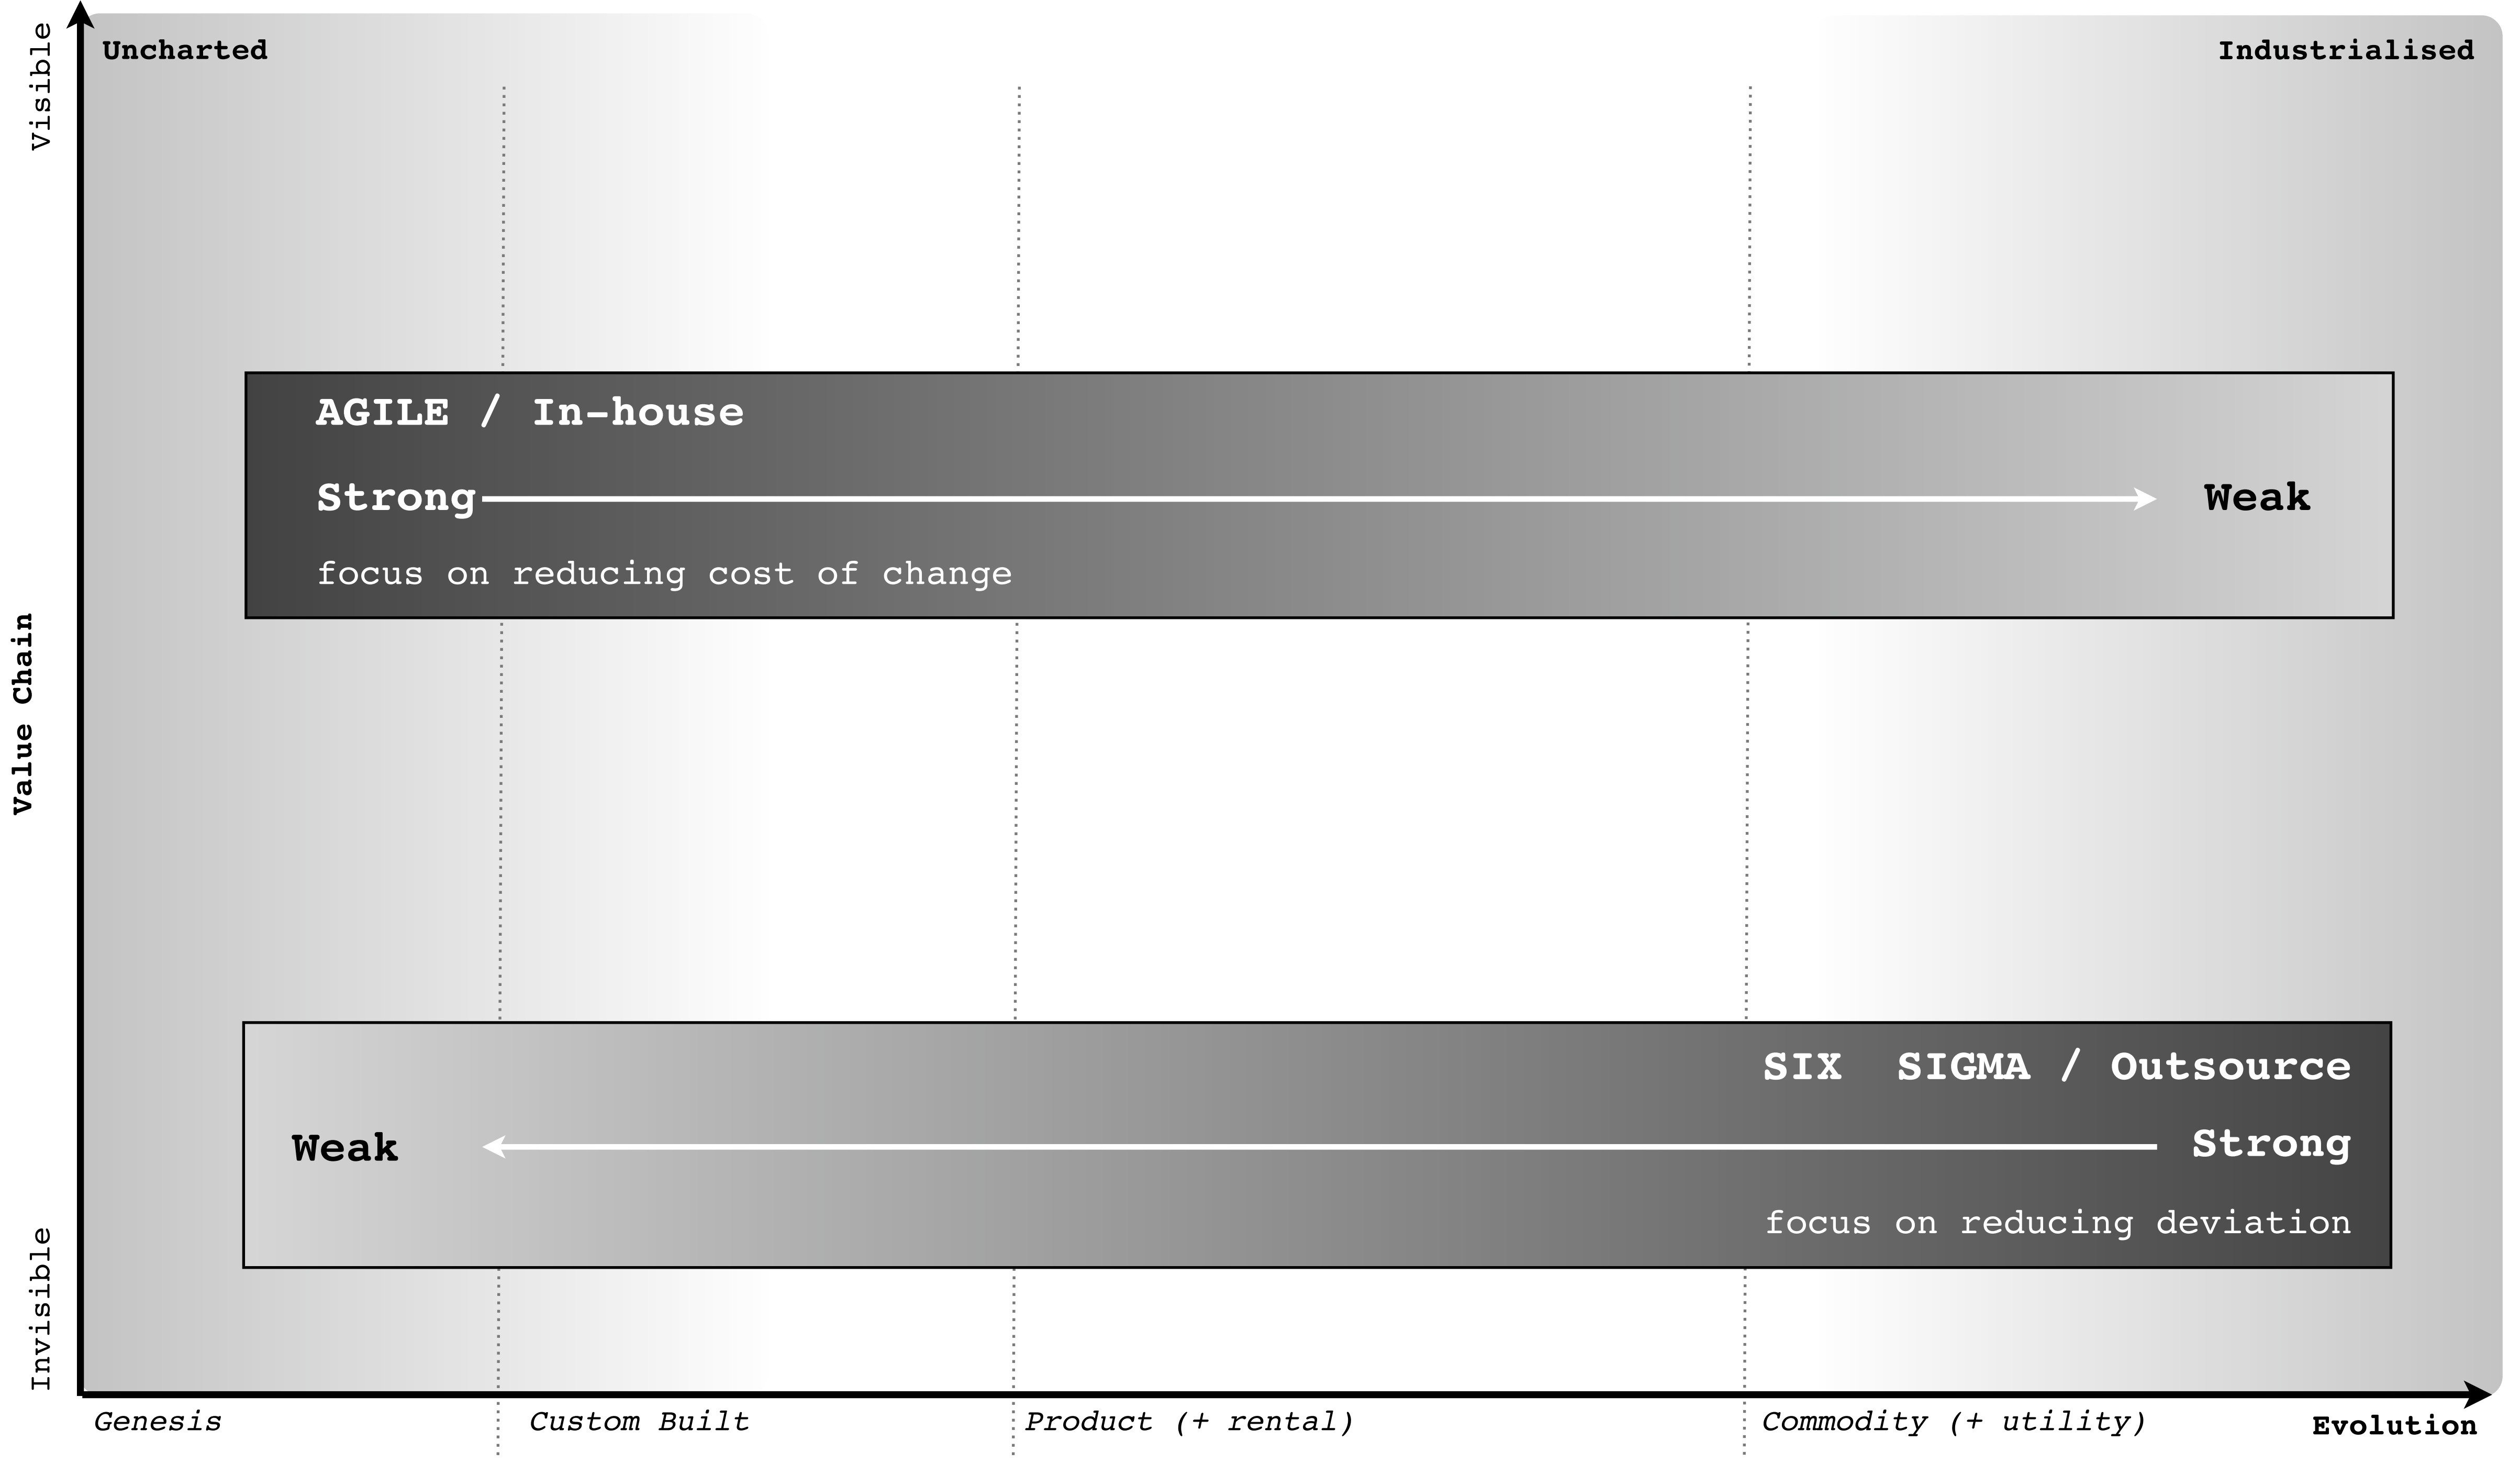 Visible
Uncharted
Industrialised
AGILE / In-house
Strong
Weak
focus on reducing cost of change
Value Chain
SIX SIGMA / Outsource
Weak
Strong
focus on reducing deviation
Invisible
Genesis
Custom Built
Product (+ rental)
Commodity (+ utility)
Evolution